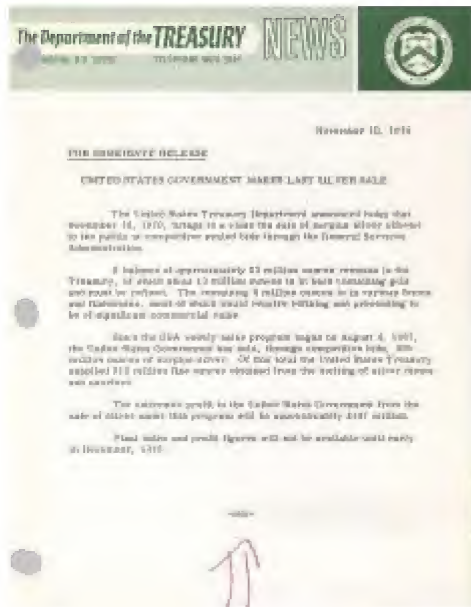 The Department of the TREASURY NEWS
November 10, 1970
FOR IMMEDIATE RELEASE
UNITED STATES GOVERNMENT MAKES LAST SILVER SALE
The United States Treasury Department announced today that
November 10, 1970, brings to a close the sale of surplus silver offered
to the public on competitive sealed bids through the General Services
Administration.
A balance of approximately million ounces remains in the
Treasury, of which about million ounces is in bars containing gold
and must be refined. The remaining million ounces is in various forms
and fineness, most of which would require refining and processing to
be of significant commercial value.
Since the GSA weekly sales program began on August 4, 1967,
the United States Government has sold, through competitive bids,
million ounces of surplus silver. Of this total the United States Treasury
supplied million fine ounces obtained from the melting of silver
The estimated profit to the United States Government from the
sale of silver under this program will be approximately million.
Final sales and profit figures will not be available until early
in December, 1970.